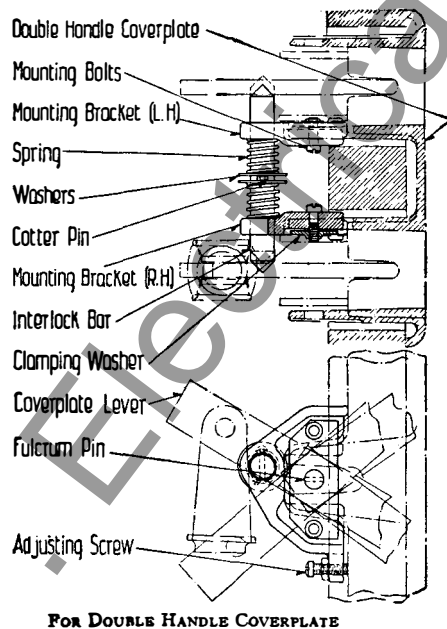 Double Handle Coverplate
Mounting Bolts
Mounting Bracket (L.H)
Spring
Washers
Cotter Pin
Mounting Bracket (R.H)
Interlock Bar
Clamping Washer
Coverplate Lever
Fulcrum Pin
Adjusting Screw
FOR DOUBLE HANDLE COVERPLATE
. Electrica